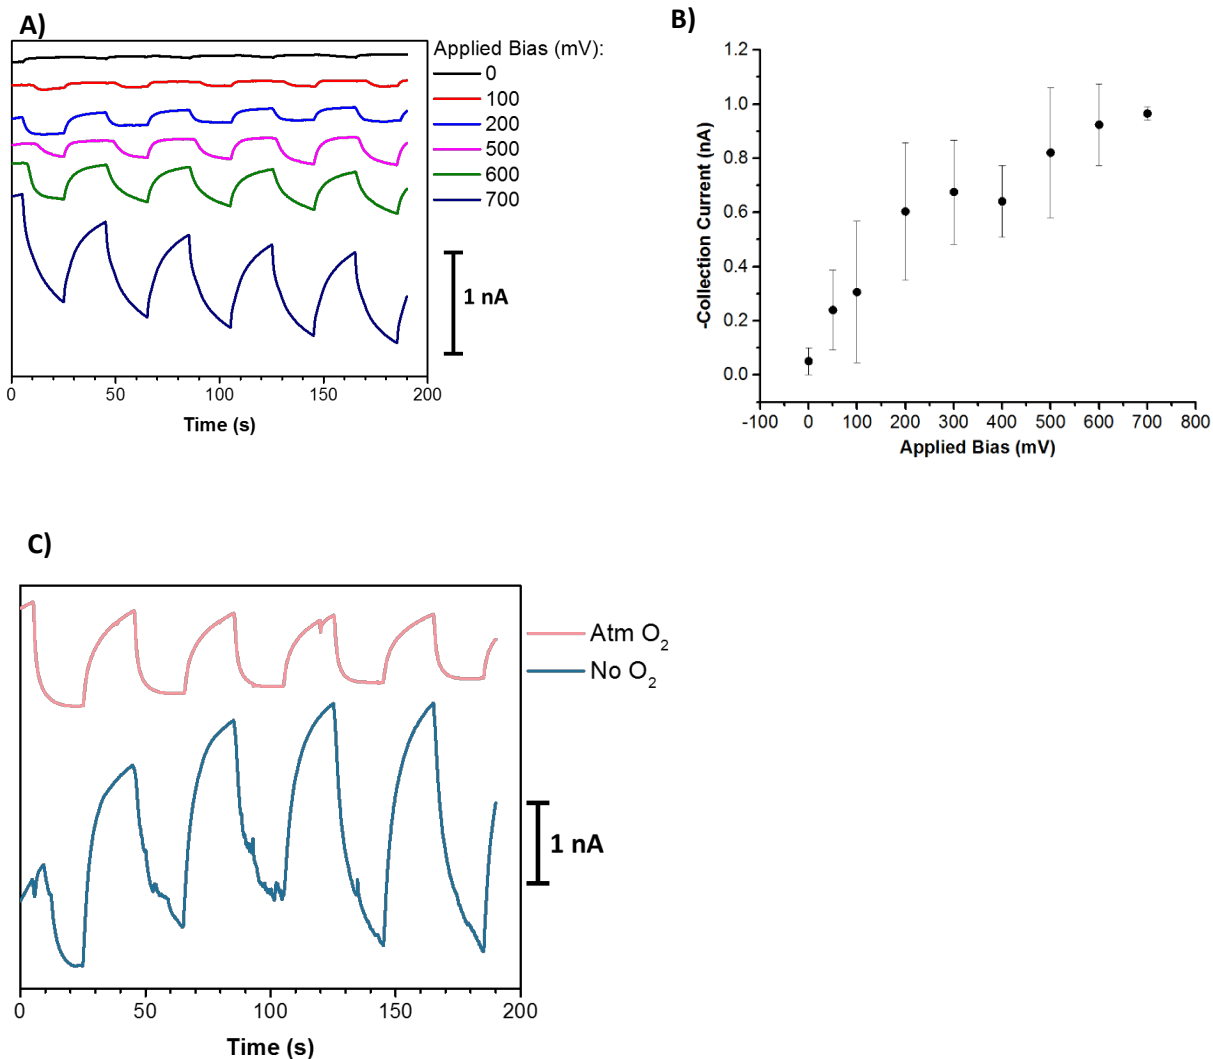 A)
Applied Bias (mV):
0
100
200
500
600
700
1 nA
0 50 100 150 200
Time (s)
B)
-Collection Current (nA)
1.2
1.0
0.8
0.6
0.4
0.2
0.0
-100 0 100 200 300 400 500 600 700 800
Applied Bias (mV)
C)
Atm O₂
No O₂
1 nA
0 50 100 150 200
Time (s)